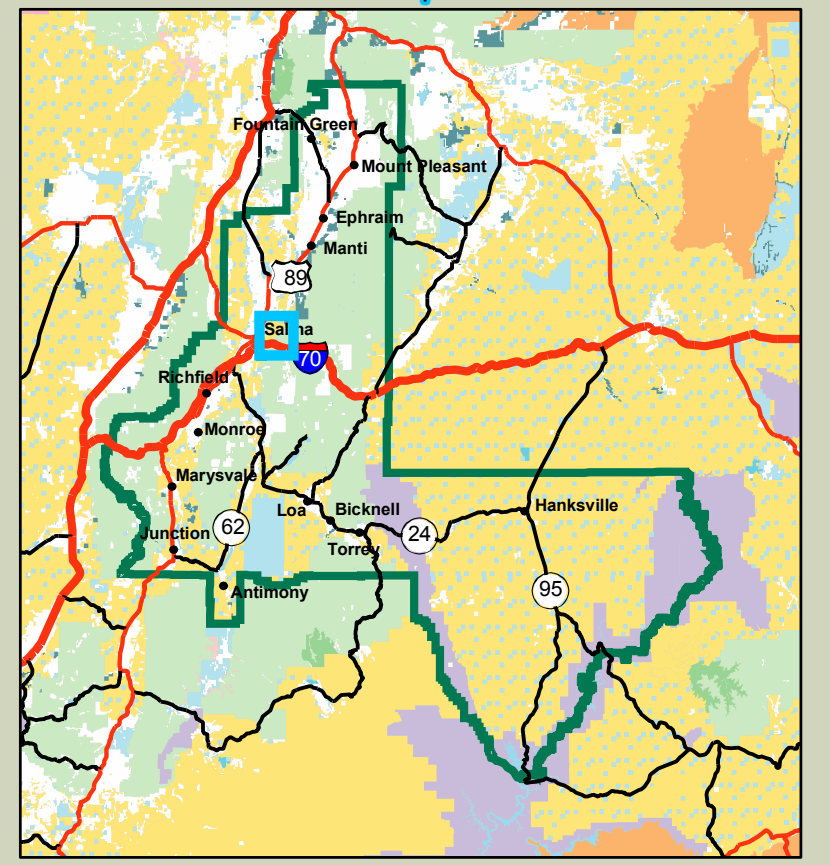 Fountain Green
Mount Pleasant
Ephraim
Manti
89
Salina
70
Richfield
Monroe
Marysvale
Loa
Bicknell
Hanksville
62
24
Junction
Torrey
95
Antimony